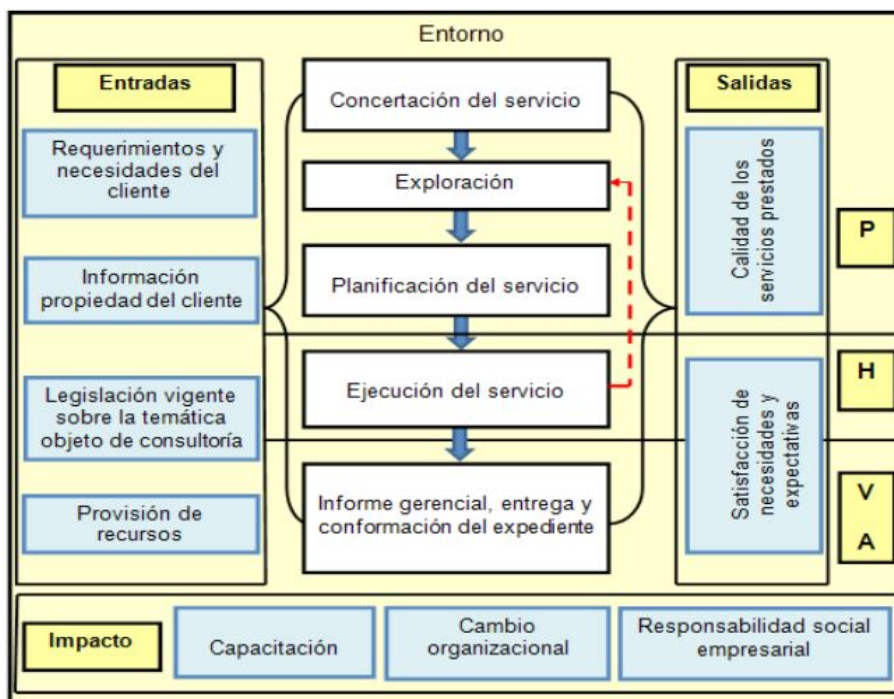 Entorno
Entradas
Requerimientos y
necesidades del
cliente
Información
propiedad del cliente
Legislación vigente
sobre la temática
objeto de consultoría
Provisión de
recursos
Concertación del servicio
Exploración
Planificación del servicio
Ejecución del servicio
Informe gerencial, entrega y
conformación del expediente
Salidas
Calidad de los
servicios prestados
Satisfacción de
necesidades y
expectativas
P
H
V
A
Impacto
Capacitación
Cambio
organizacional
Responsabilidad social
empresarial